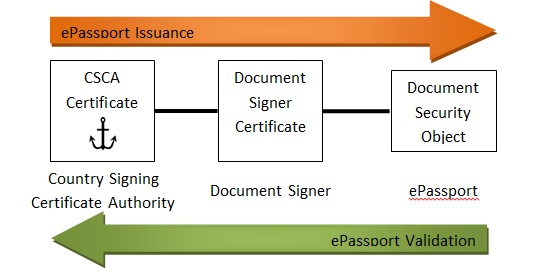 ePassport Issuance
CSCA
Certificate
Document
Signer
Certificate
Document
Security
Object
Country Signing
Certificate Authority
Document Signer
ePassport
ePassport Validation